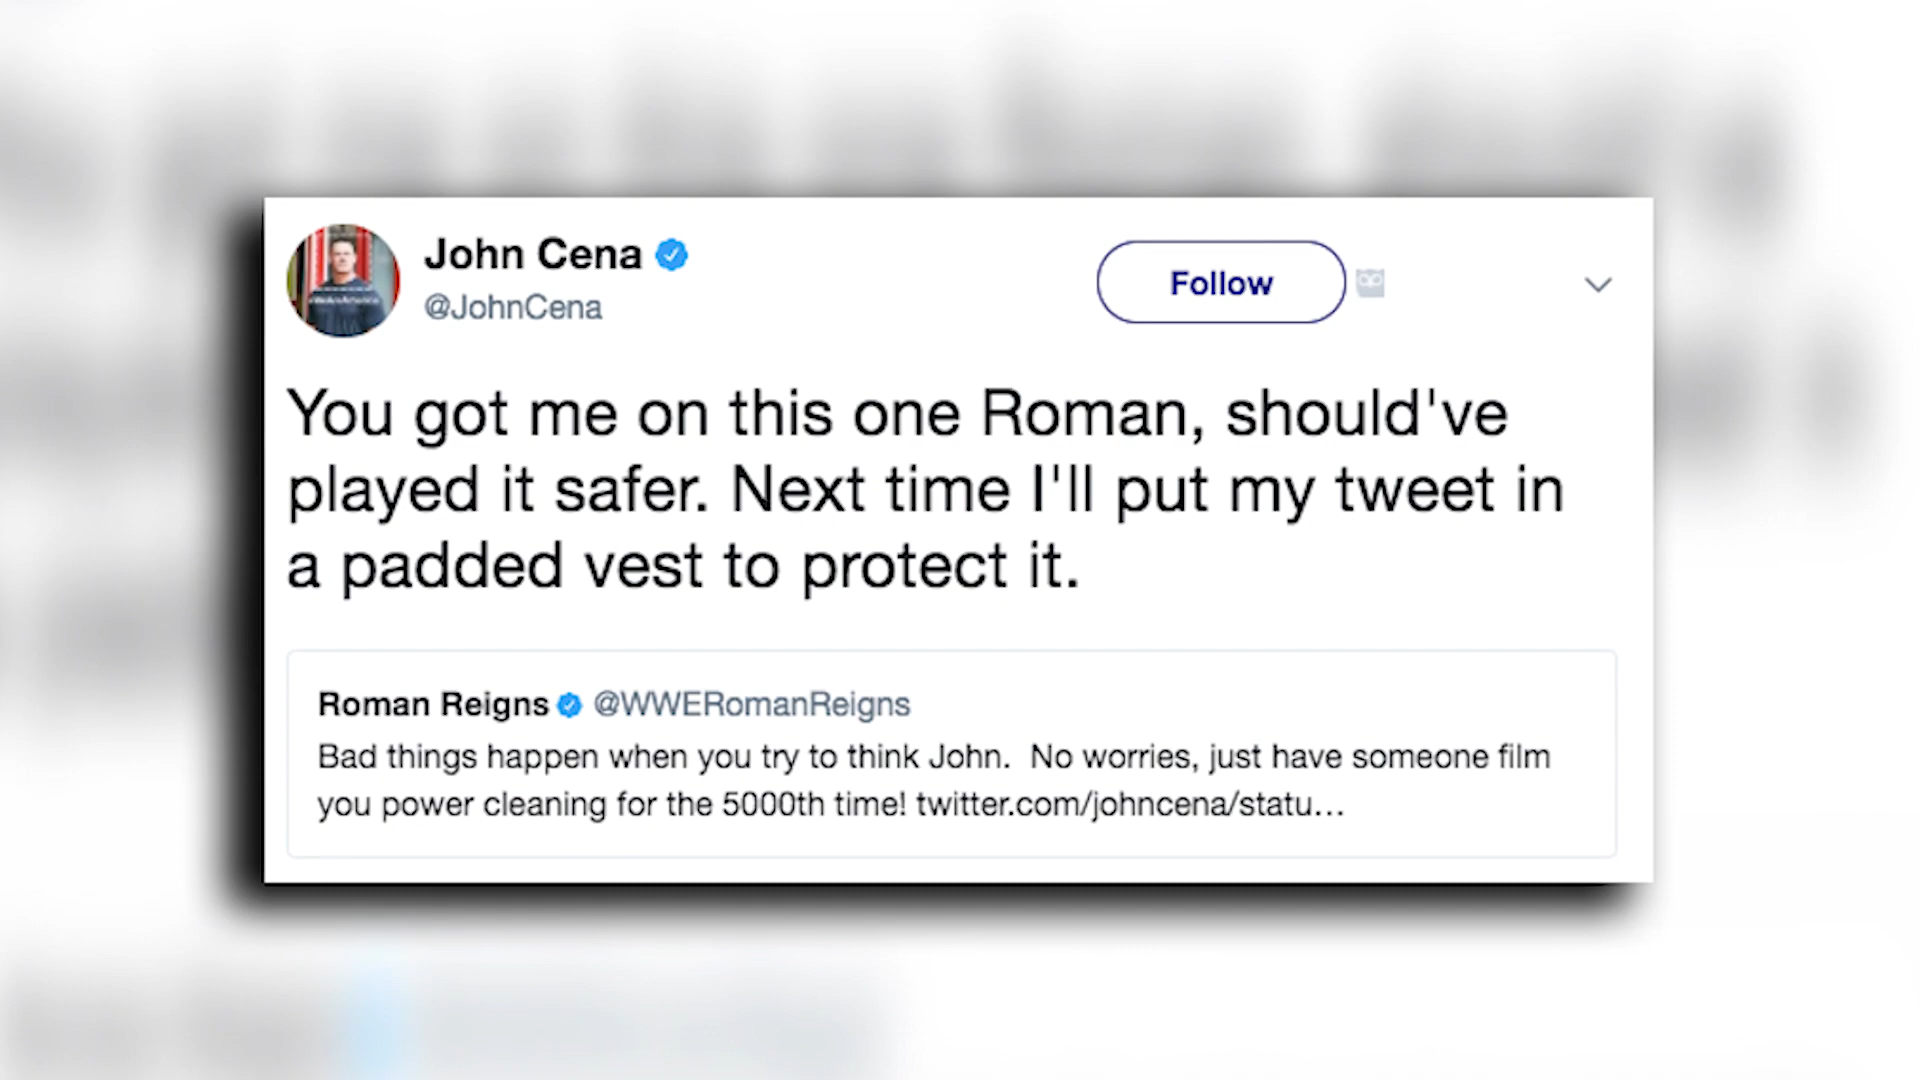 John Cena
@JohnCena
Follow
You got me on this one Roman, should've
played it safer. Next time I'll put my tweet in
a padded vest to protect it.
Roman Reigns @WWERomanReigns
Bad things happen when you try to think John.  No worries, just have someone film
you power cleaning for the 5000th time! twitter.com/johncena/statu…